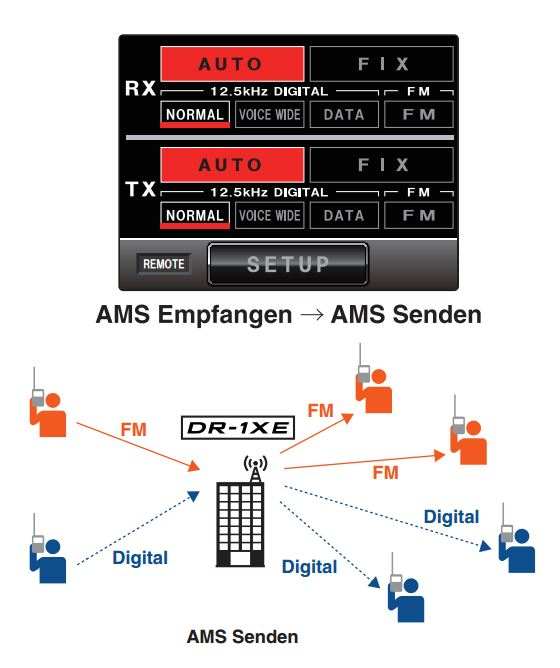 AUTO FIX
RX 12.5kHz DIGITAL FM
NORMAL VOICE WIDE DATA FM
AUTO FIX
TX 12.5kHz DIGITAL FM
NORMAL VOICE WIDE DATA FM
REMOTE SETUP
AMS Empfangen → AMS Senden
FM
DR-1XE
FM
FM
Digital
Digital
Digital
AMS Senden